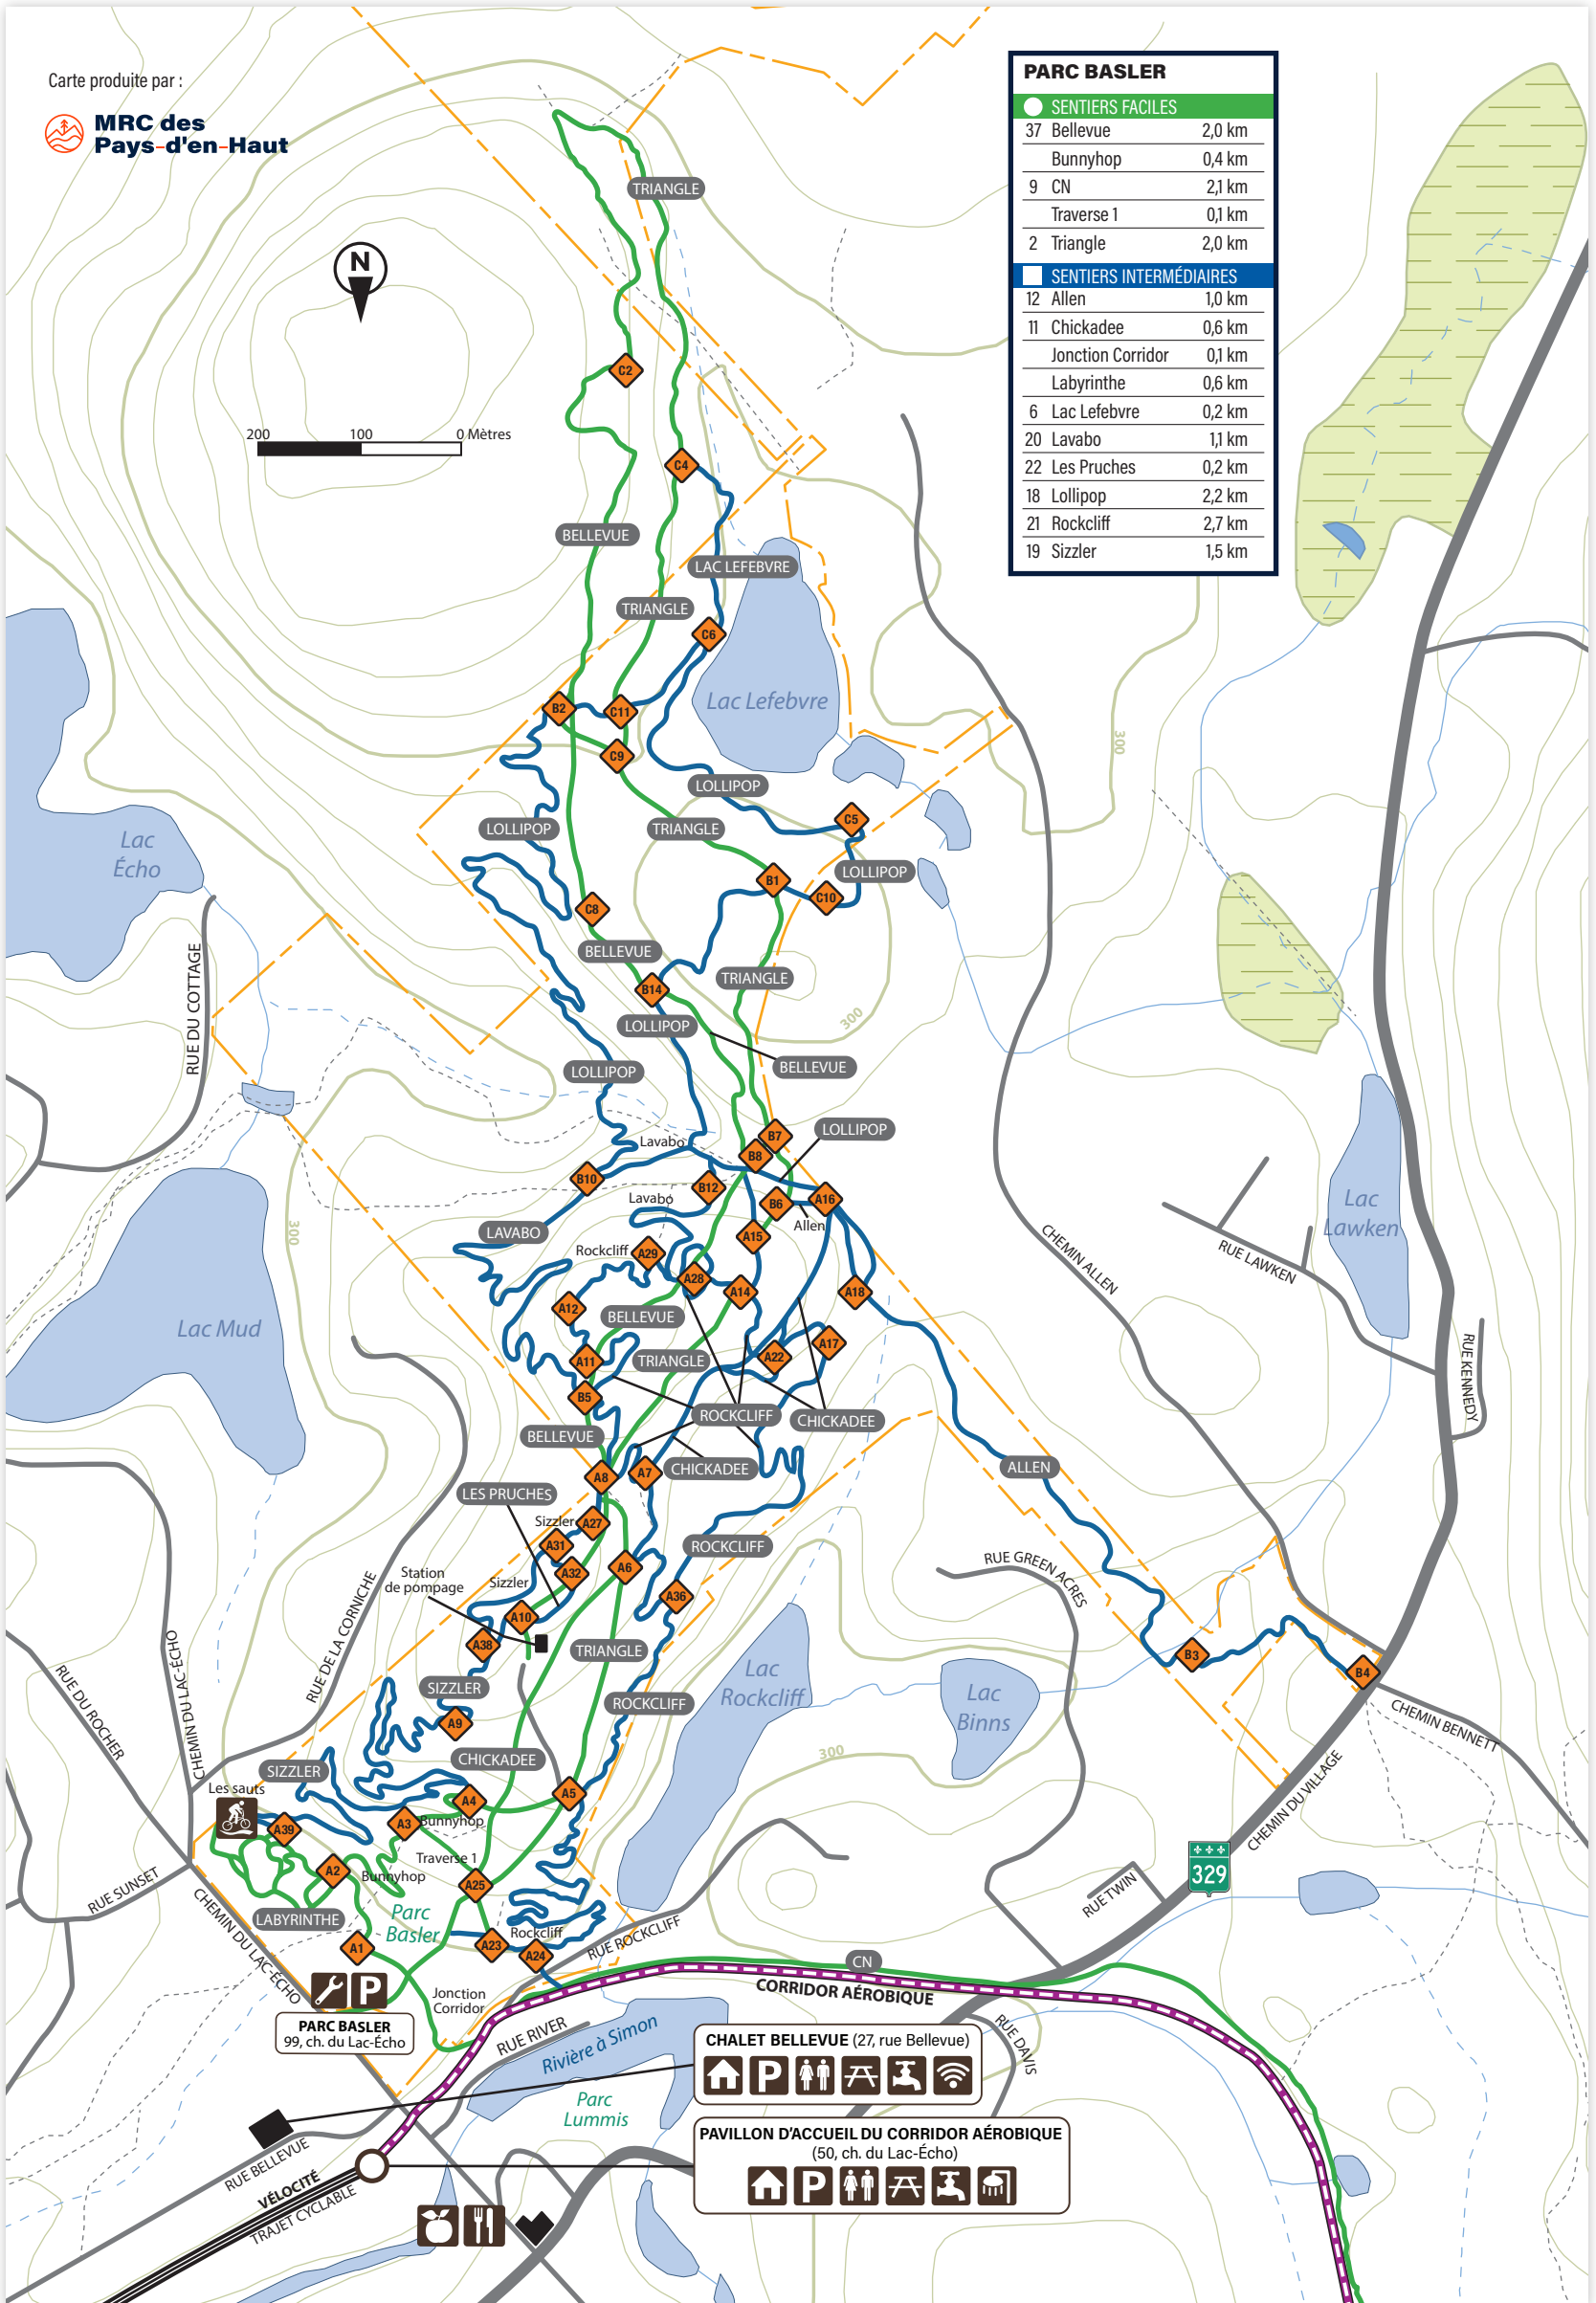 Carte produite par :
MRC des
Pays-d'en-Haut
N
200
100
0 Mètres
PARC BASLER
SENTIERS FACILES
37 Bellevue 2,0 km
Bunnyhop 0,4 km
9 CN 2,1 km
Traverse 1 0,1 km
2 Triangle 2,0 km
SENTIERS INTERMÉDIAIRES
12 Allen 1,0 km
11 Chickadee 0,6 km
Jonction Corridor 0,1 km
Labyrinthe 0,6 km
6 Lac Lefebvre 0,2 km
20 Lavabo 1,1 km
22 Les Pruches 0,2 km
18 Lollipop 2,2 km
21 Rockcliff 2,7 km
19 Sizzler 1,5 km
TRIANGLE
C2
C4
BELLEVUE
LAC LEFEBVRE
TRIANGLE
C6
Lac Lefebvre
B2
C11
C9
300
LOLLIPOP
C5
LOLLIPOP
TRIANGLE
Lac
Écho
LOLLIPOP
B1
C10
C8
BELLEVUE
TRIANGLE
B14
RUE DU COTTAGE
LOLLIPOP
300
BELLEVUE
LOLLIPOP
LOLLIPOP
B7
Lavabo
B8
B10
B12
Lavabo
B6
A16
Allen
LAVABO
A15
300
Rockcliff
A29
A28
A14
A18
CHEMIN ALLEN
RUE LAWKEN
Lac
Lawken
RUE KENNEDY
Lac Mud
A12
BELLEVUE
A17
A11
TRIANGLE
A22
B5
ROCKCLIFF
CHICKADEE
BELLEVUE
A8
A7
CHICKADEE
ALLEN
LES PRUCHES
Sizzler
A27
A31
ROCKCLIFF
Station
de pompage
Sizzler
A32
A6
A36
RUE GREEN ACRES
A10
A38
TRIANGLE
B3
B4
RUE DE LA CORNICHE
CHEMIN DU LAC-ÉCHO
RUE DU ROCHER
SIZZLER
ROCKCLIFF
Lac
Rockcliff
Lac
Binns
CHEMIN BENNETT
A9
CHICKADEE
300
SIZZLER
Les sauts
A4
A5
A39
A3
Bunnyhop
CHEMIN DU VILLAGE
Traverse 1
A2
Bunnyhop
A25
329
RUE SUNSET
RUE TWIN
LABYRINTHE
Parc
Basler
A1
A23
Rockcliff
A24
RUE ROCKCLIFF
CHEMIN DU LAC-ÉCHO
CN
CORRIDOR AÉROBIQUE
P
Jonction
Corridor
PARC BASLER
99, ch. du Lac-Écho
RUE RIVER
Rivière à Simon
RUE DAVIS
CHALET BELLEVUE (27, rue Bellevue)
P
Parc
Lummis
PAVILLON D'ACCUEIL DU CORRIDOR AÉROBIQUE
(50, ch. du Lac-Écho)
P
RUE BELLEVUE
VÉLOCITÉ
TRAJET CYCLABLE